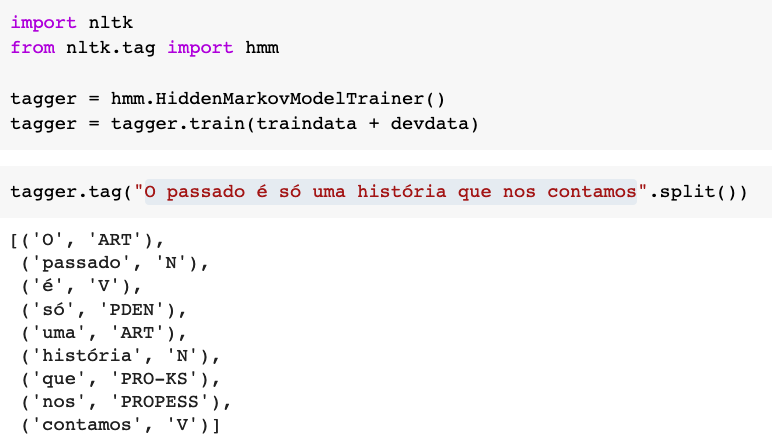 import nltk
from nltk.tag import hmm
tagger = hmm.HiddenMarkovModelTrainer()
tagger = tagger.train(traindata + devdata)
tagger.tag("O passado é só uma história que nos contamos".split())
[('O', 'ART'),
('passado', 'N'),
('é', 'V'),
('só', 'PDEN'),
('uma', 'ART'),
('história', 'N'),
('que', 'PRO-KS'),
('nos', 'PROPESS'),
('contamos', 'V')]